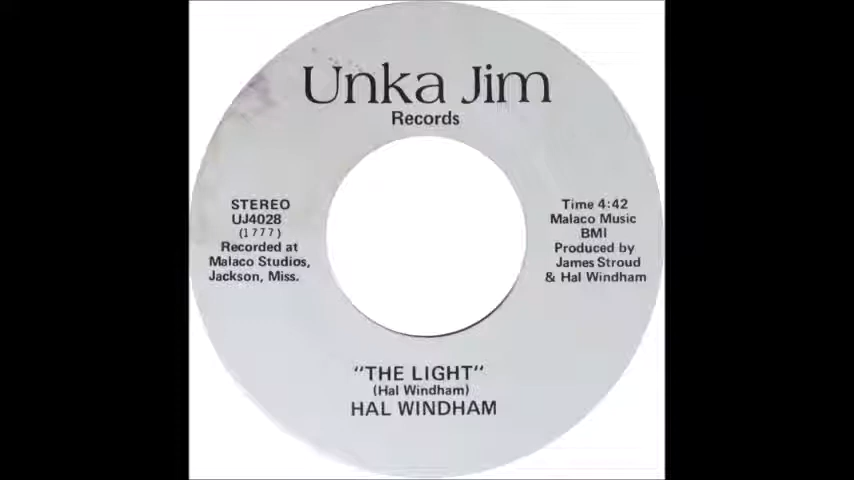 Unka Jim
Records
STEREO
UJ4028
(1777)
Recorded at
Malaco Studios,
Jackson, Miss.
Time 4:42
Malaco Music
BMI
Produced by
James Stroud
& Hal Windham
"THE LIGHT"
(Hal Windham)
HAL WINDHAM